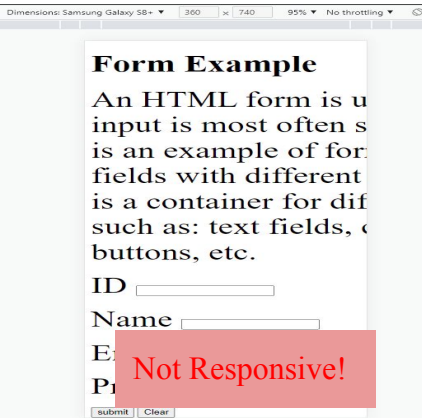 Dimensions: Samsung Galaxy S8+ ▼ 360 × 740 95% ▼ No throttling ▼
Form Example
An HTML form is u
input is most often s
is an example of for
fields with different
is a container for dif
such as: text fields,
buttons, etc.
ID
Name
Not Responsive!
submit Clear